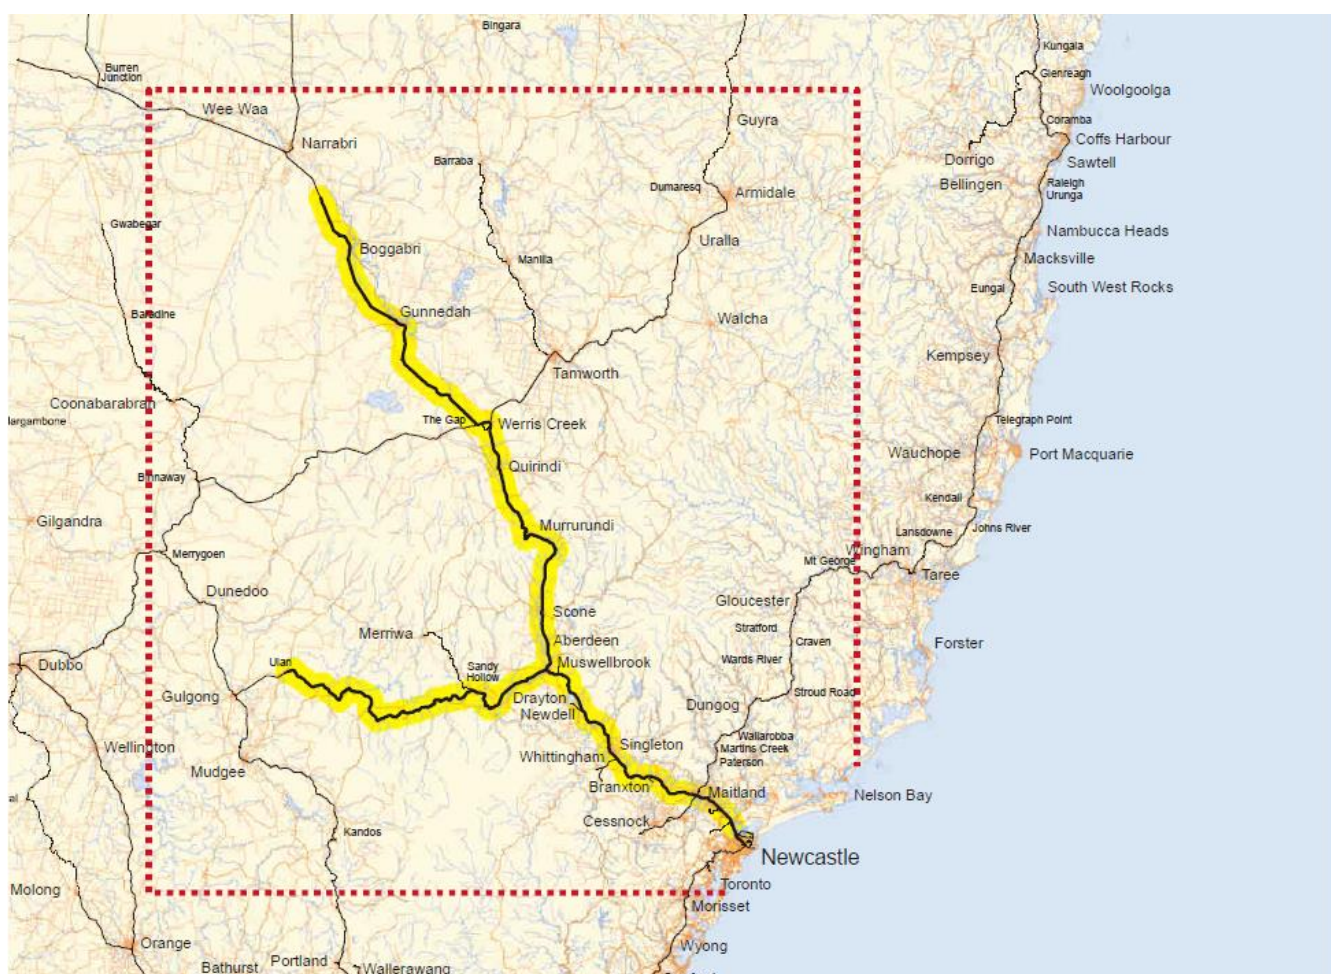 Bingara
Kungala
Burren
Junction
Glenreagh
Woolgoolga
Wee Waa
Guyra
Coramba
Narrabri
Coffs Harbour
Barraba
Dorrigo
Sawtell
Dumaresq
Armidale
Bellingen
Raleigh
Urunga
Gwabegar
Nambucca Heads
Uralla
Boggabri
Manilla
Macksville
Eungai
South West Rocks
Baradine
Gunnedah
Walcha
Kempsey
Tamworth
Coonabarabran
The Gap
Werris Creek
Telegraph Point
Wauchope
Port Macquarie
Quirindi
Binnaway
Kendall
Gilgandra
Murrurundi
Lansdowne
Johns River
Merrygoen
Wingham
Mt George
Taree
Dunedoo
Gloucester
Scone
Stratford
Merriwa
Aberdeen
Craven
Forster
Ulan
Sandy
Hollow
Muswellbrook
Wards River
Dubbo
Gulgong
Drayton
Newdell
Dungog
Stroud Road
Wallarobba
Wellington
Singleton
Martins Creek
Whittingham
Paterson
Mudgee
Branxton
Maitland
Nelson Bay
Cessnock
Kandos
Newcastle
Toronto
Molong
Morisset
Orange
Wyong
Portland
Bathurst
Wallerawang